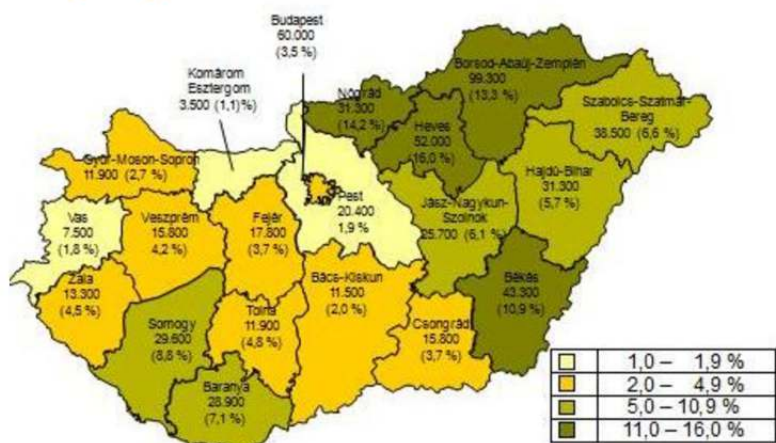 Budapest
60.000
(3,5 %)
Komárom
Esztergom
3.500 (1,1)%)
Nógrád
31.300
(14,2 %)
Borsod-Abaúj-Zemplén
99.300
(13,3 %)
Heves
52.000
(16,0 %)
Szabolcs-Szatmár-
Bereg
38.500 (6,6 %)
Győr-Moson-Sopron
11.900 (2,7 %)
Hajdú-Bihar
31.300
(5,7 %)
Pest
20.400
1,9 %
Jász-Nagykun-
Szolnok
25.700 (6,1 %)
Vas
7.500
(1,8 %)
Veszprém
15.800
4,2 %)
Fejér
17.800
(3,7 %)
Zala
13.300
(4,5 %)
Bács-Kiskun
11.500
(2,0 %)
Békás
43.300
(10,9 %)
Somogy
29.600
(8,8 %)
Tolna
11.900
(4,8 %)
Csongrád
15.800
(3,7 %)
Baranya
28.900
(7,1 %)
1,0 – 1,9 %
2,0 – 4,9 %
5,0 – 10,9 %
11,0 – 16,0 %